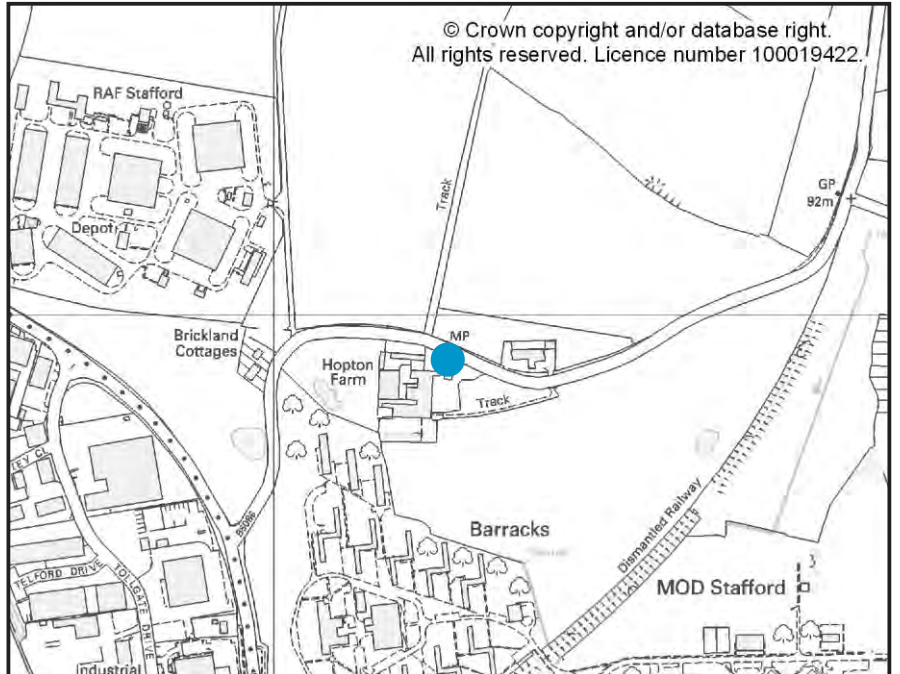 © Crown copyright and/or database right.
All rights reserved. Licence number 100019422.
RAF Stafford
Depot
Track
GP
92m
Brickland
Cottages
MP
Hopton
Farm
Track
B5066
Barracks
Dismantled Railway
MOD Stafford
TELFORD DRIVE
TOLLGATE DRIVE
Industrial